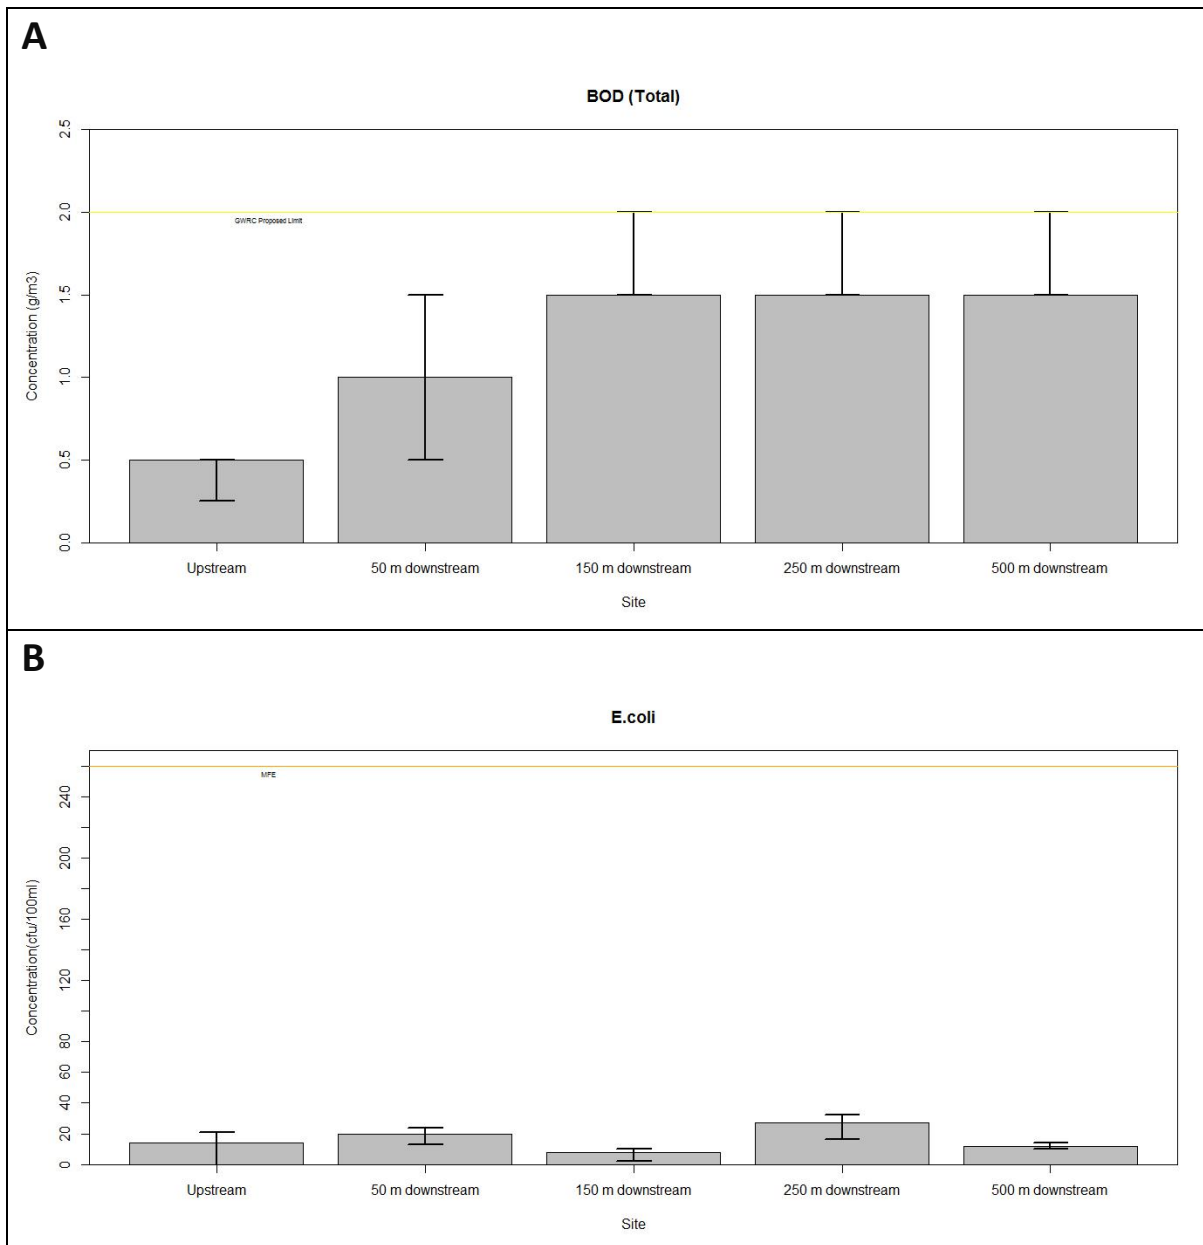 A
BOD (Total)
2.5
2.0
1.5
1.0
0.5
0.0
GWRC Proposed Limit
Concentration (g/m3)
Upstream
50 m downstream
150 m downstream
250 m downstream
500 m downstream
Site
B
E.coli
MFE
240
200
160
120
80
60
40
20
0
Concentration(cfu/100ml)
Upstream
50 m downstream
150 m downstream
250 m downstream
500 m downstream
Site